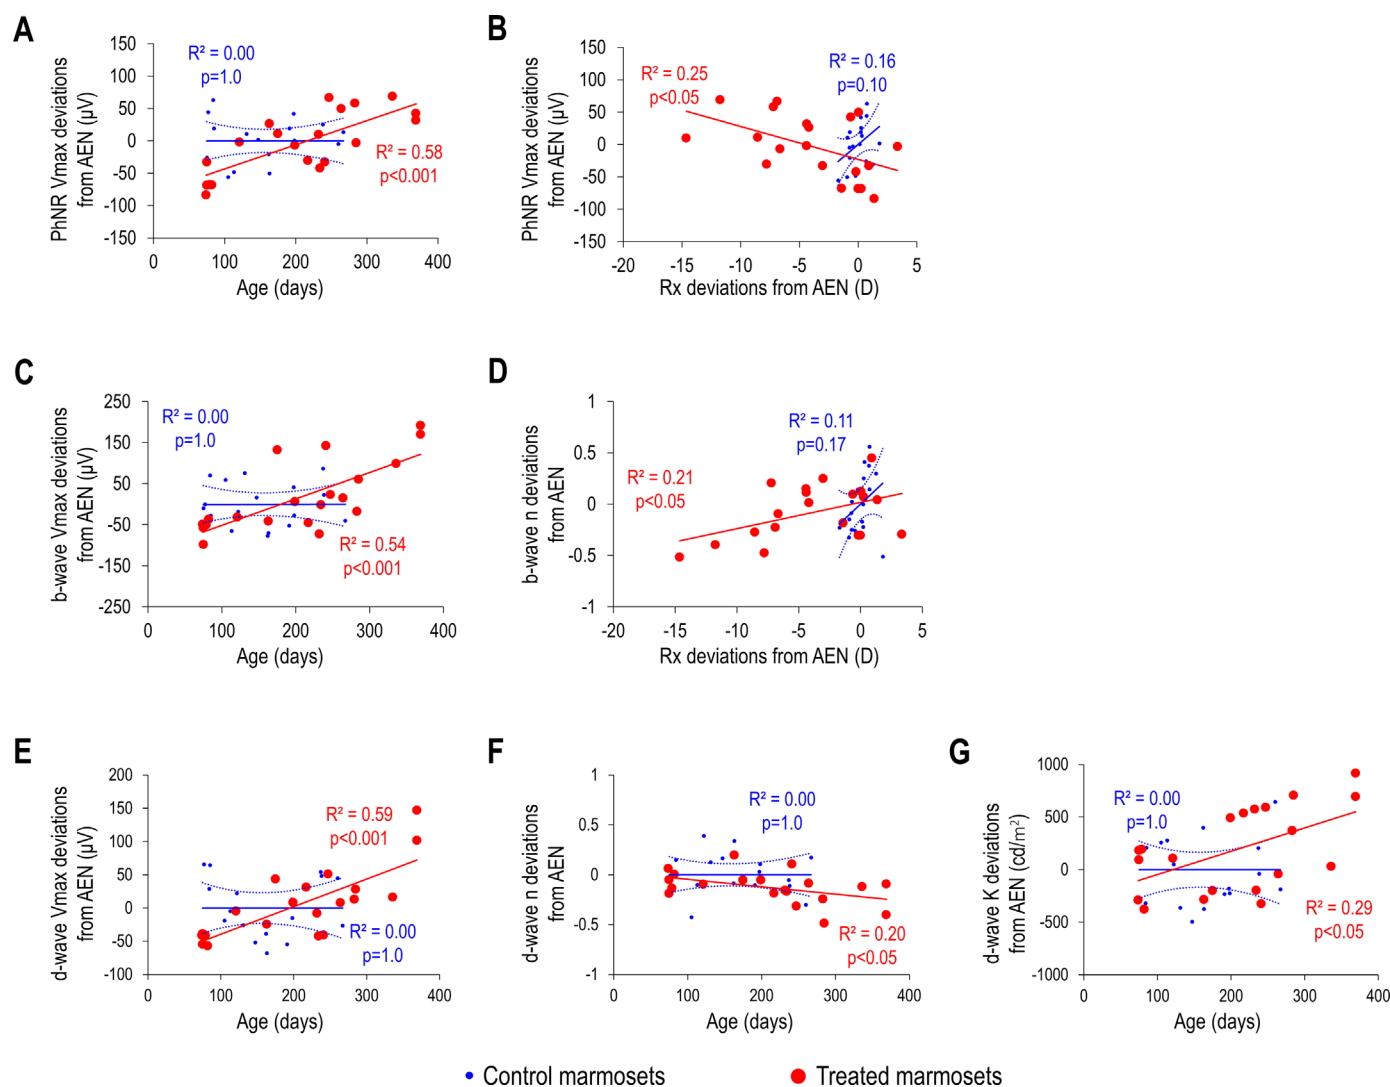 A
PhNR Vmax deviations
from AEN (µV)
150
100
50
0
-50
-100
-150
R² = 0.00
p=1.0
R² = 0.58
p<0.001
0
100
200
300
400
Age (days)
B
PhNR Vmax deviations
from AEN (µV)
150
100
50
0
-50
-100
-150
R² = 0.25
p<0.05
R² = 0.16
p=0.10
-20
-15
-10
-5
0
5
Rx deviations from AEN (D)
C
b-wave Vmax deviations
from AEN (µV)
250
150
50
-50
-150
-250
R² = 0.00
p=1.0
R² = 0.54
p<0.001
0
100
200
300
400
Age (days)
D
b-wave n deviations
from AEN
1
0.5
0
-0.5
-1
R² = 0.11
p=0.17
R² = 0.21
p<0.05
-20
-15
-10
-5
0
5
Rx deviations from AEN (D)
E
d-wave Vmax deviations
from AEN (µV)
200
150
100
50
0
-50
-100
R² = 0.59
p<0.001
R² = 0.00
p=1.0
0
100
200
300
400
Age (days)
F
d-wave n deviations
from AEN
1
0.5
0
-0.5
-1
R² = 0.00
p=1.0
R² = 0.20
p<0.05
0
100
200
300
400
Age (days)
G
d-wave K deviations
from AEN (cd/m²)
1000
500
0
-500
-1000
R² = 0.00
p=1.0
R² = 0.29
p<0.05
0
100
200
300
400
Age (days)
Control marmosets
Treated marmosets